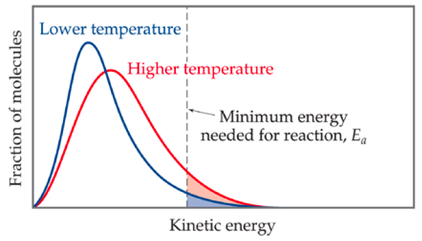 Lower temperature
Higher temperature
Minimum energy
needed for reaction, Ea
Fraction of molecules
Kinetic energy